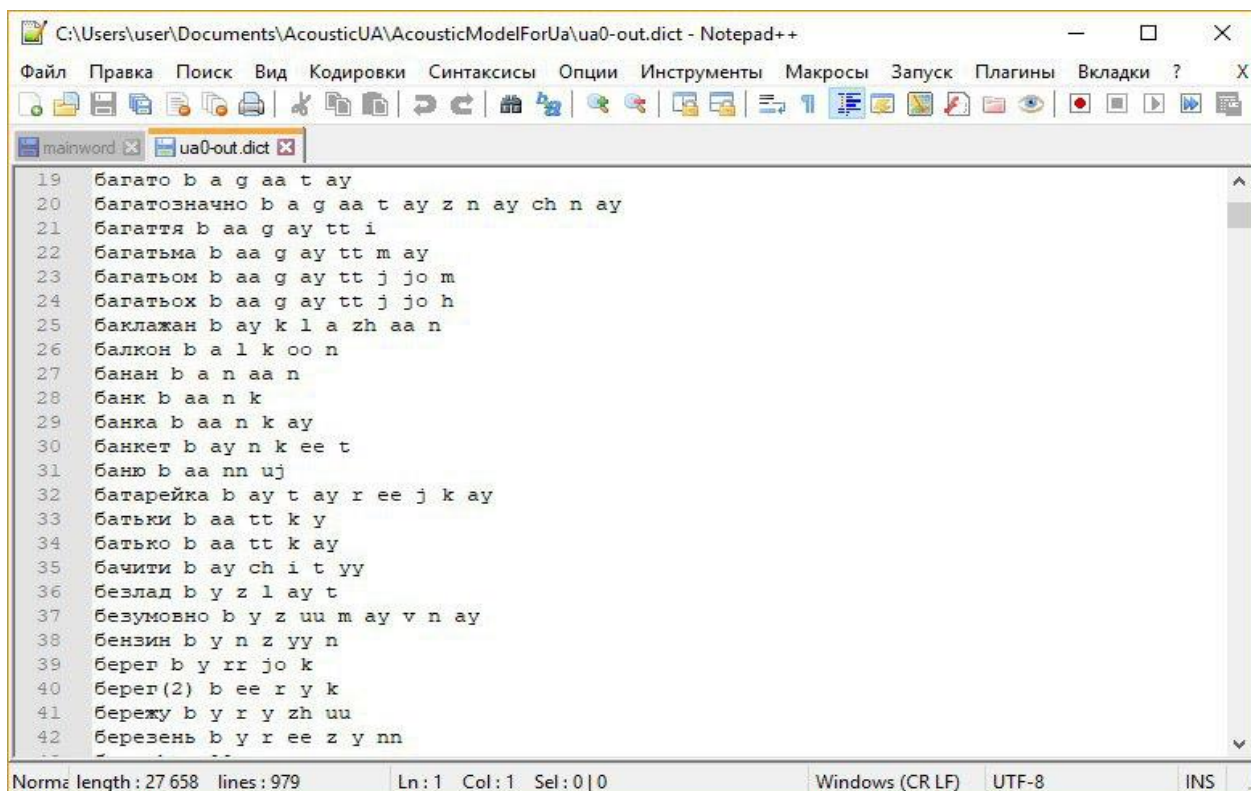 C:\Users\user\Documents\AcousticUA\AcousticModelForUa\ua0-out.dict - Notepad++
Файл Правка Поиск Вид Кодировки Синтаксисы Опции Инструменты Макросы Запуск Плагины Вкладки ? X
mainword ua0-out.dict
19 багато b a g aa t ay
20 багатозначно b a g aa t ay z n ay ch n ay
21 багаття b aa g ay tt i
22 багатьма b aa g ay tt m ay
23 багатьом b aa g ay tt j jo m
24 багатьох b aa g ay tt j jo h
25 баклажан b ay k l a zh aa n
26 балкон b a l k oo n
27 банан b a n aa n
28 банк b aa n k
29 банка b aa n k ay
30 банкет b ay n k ee t
31 баню b aa nn uj
32 батарейка b ay t ay r ee j k ay
33 батьки b aa tt k y
34 батько b aa tt k ay
35 бачити b ay ch i t yy
36 безлад b y z l ay t
37 безумовно b y z uu m ay v n ay
38 бензин b y n z yy n
39 берег b y rr jo k
40 берег(2) b ee r y k
41 бережу b y r y zh uu
42 березень b y r ee z y nn
Norma length : 27 658 lines : 979 Ln : 1 Col : 1 Sel : 0 | 0 Windows (CR LF) UTF-8 INS